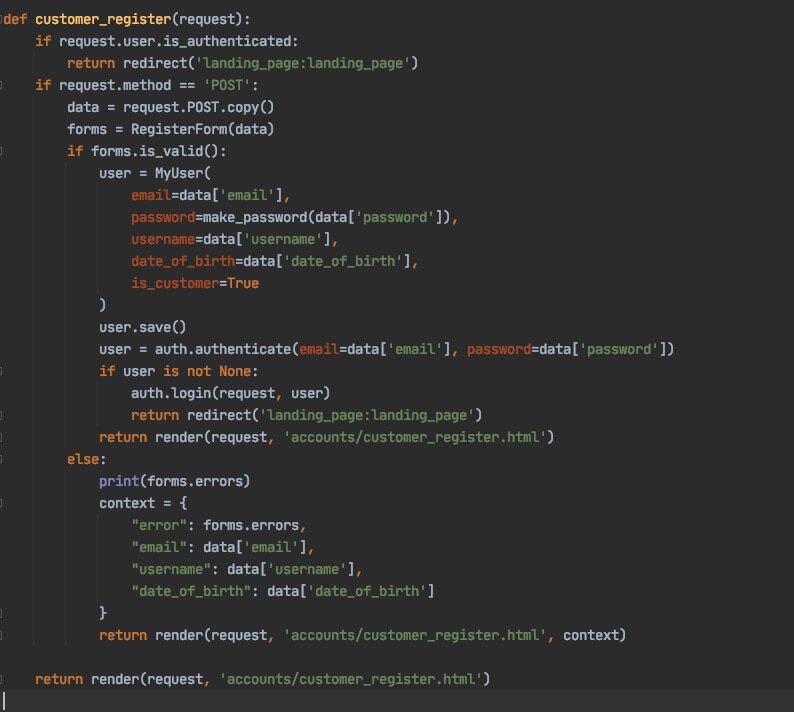 def customer_register(request):
    if request.user.is_authenticated:
        return redirect('landing_page:landing_page')
    if request.method == 'POST':
        data = request.POST.copy()
        forms = RegisterForm(data)
        if forms.is_valid():
            user = MyUser(
                email=data['email'],
                password=make_password(data['password']),
                username=data['username'],
                date_of_birth=data['date_of_birth'],
                is_customer=True
            )
            user.save()
            user = auth.authenticate(email=data['email'], password=data['password'])
            if user is not None:
                auth.login(request, user)
                return redirect('landing_page:landing_page')
            return render(request, 'accounts/customer_register.html')
        else:
            print(forms.errors)
            context = {
                "error": forms.errors,
                "email": data['email'],
                "username": data['username'],
                "date_of_birth": data['date_of_birth']
            }
            return render(request, 'accounts/customer_register.html', context)
    return render(request, 'accounts/customer_register.html')